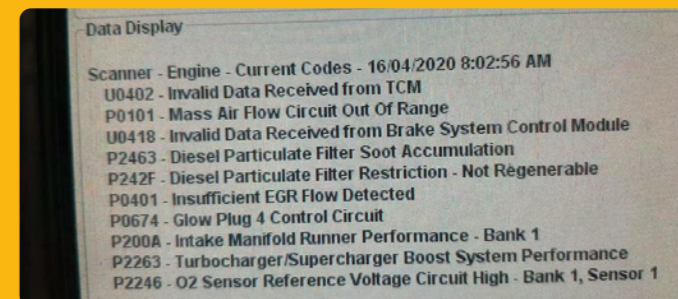 Data Display
Scanner - Engine - Current Codes - 16/04/2020 8:02:56 AM
U0402 - Invalid Data Received from TCM
P0101 - Mass Air Flow Circuit Out Of Range
U0418 - Invalid Data Received from Brake System Control Module
P2463 - Diesel Particulate Filter Soot Accumulation
P242F - Diesel Particulate Filter Restriction - Not Regenerable
P0401 - Insufficient EGR Flow Detected
P0674 - Glow Plug 4 Control Circuit
P200A - Intake Manifold Runner Performance - Bank 1
P2263 - Turbocharger/Supercharger Boost System Performance
P2246 - O2 Sensor Reference Voltage Circuit High - Bank 1, Sensor 1